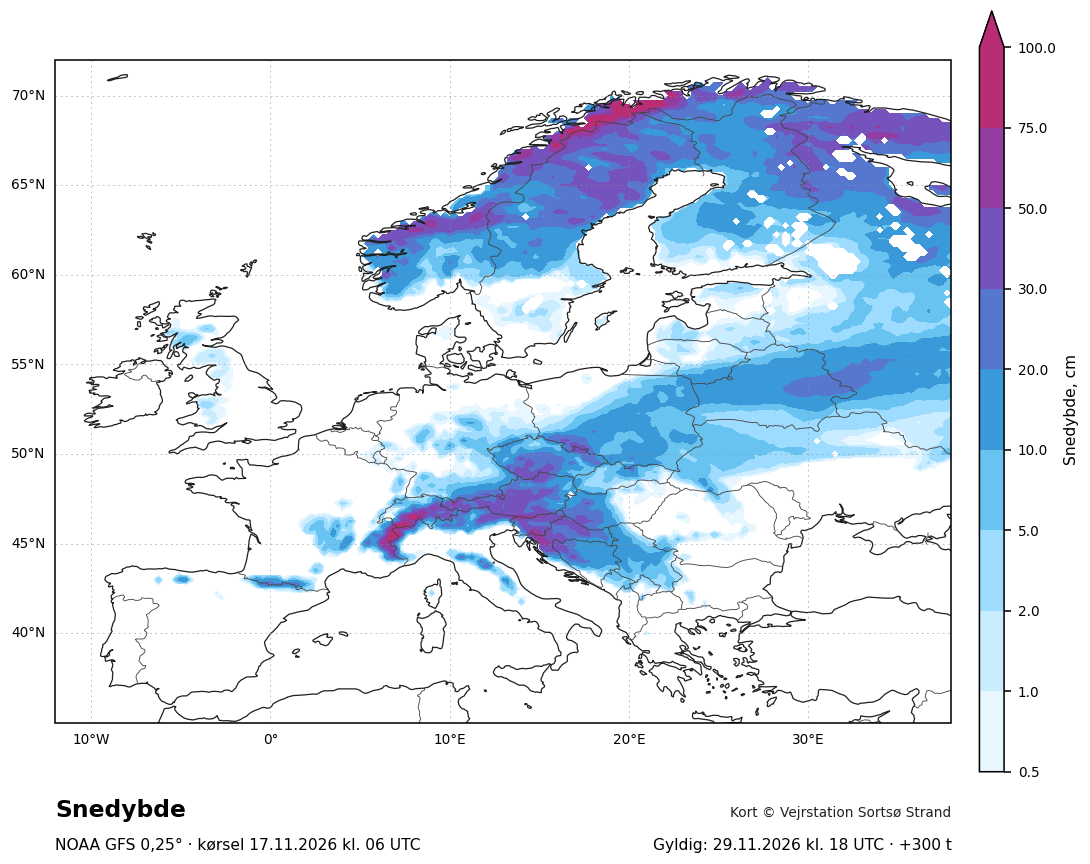 100.0
75.0
50.0
30.0
20.0
10.0
5.0
2.0
1.0
0.5
Snedybde, cm
70°N
65°N
60°N
55°N
50°N
45°N
40°N
10°W
0°
10°E
20°E
30°E
Snedybde
Kort © Vejrstation Sortsø Strand
NOAA GFS 0,25° · kørsel 17.11.2026 kl. 06 UTC
Gyldig: 29.11.2026 kl. 18 UTC · +300 t